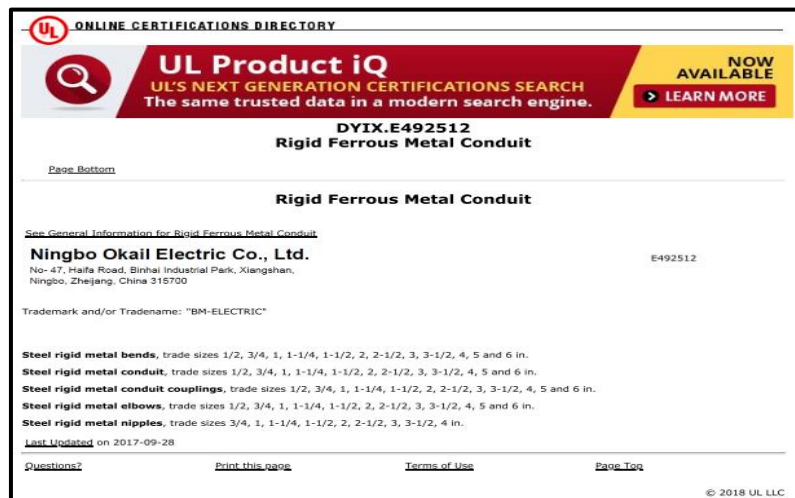 UL ONLINE CERTIFICATIONS DIRECTORY
UL Product iQ
UL'S NEXT GENERATION CERTIFICATIONS SEARCH
The same trusted data in a modern search engine.
NOW
AVAILABLE
LEARN MORE
DYIX.E492512
Rigid Ferrous Metal Conduit
Page Bottom
Rigid Ferrous Metal Conduit
See General Information for Rigid Ferrous Metal Conduit
Ningbo Okail Electric Co., Ltd.
E492512
No- 47, Haifa Road, Binhai Industrial Park, Xiangshan,
Ningbo, Zheijang, China 315700
Trademark and/or Tradename: "BM-ELECTRIC"
Steel rigid metal bends, trade sizes 1/2, 3/4, 1, 1-1/4, 1-1/2, 2, 2-1/2, 3, 3-1/2, 4, 5 and 6 in.
Steel rigid metal conduit, trade sizes 1/2, 3/4, 1, 1-1/4, 1-1/2, 2, 2-1/2, 3, 3-1/2, 4, 5 and 6 in.
Steel rigid metal conduit couplings, trade sizes 1/2, 3/4, 1, 1-1/4, 1-1/2, 2, 2-1/2, 3, 3-1/2, 4, 5 and 6 in.
Steel rigid metal elbows, trade sizes 1/2, 3/4, 1, 1-1/4, 1-1/2, 2, 2-1/2, 3, 3-1/2, 4, 5 and 6 in.
Steel rigid metal nipples, trade sizes 3/4, 1, 1-1/4, 1-1/2, 2, 2-1/2, 3, 3-1/2, 4 in.
Last Updated on 2017-09-28
Questions? Print this page Terms of Use Page Top
© 2018 UL LLC